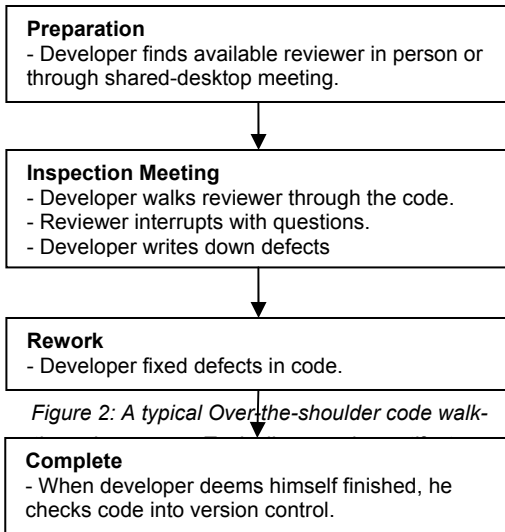 Preparation
- Developer finds available reviewer in person or
through shared-desktop meeting.
Inspection Meeting
- Developer walks reviewer through the code.
- Reviewer interrupts with questions.
- Developer writes down defects
Rework
- Developer fixed defects in code.
Figure 2: A typical Over-the-shoulder code walk-
Complete
- When developer deems himself finished, he
checks code into version control.